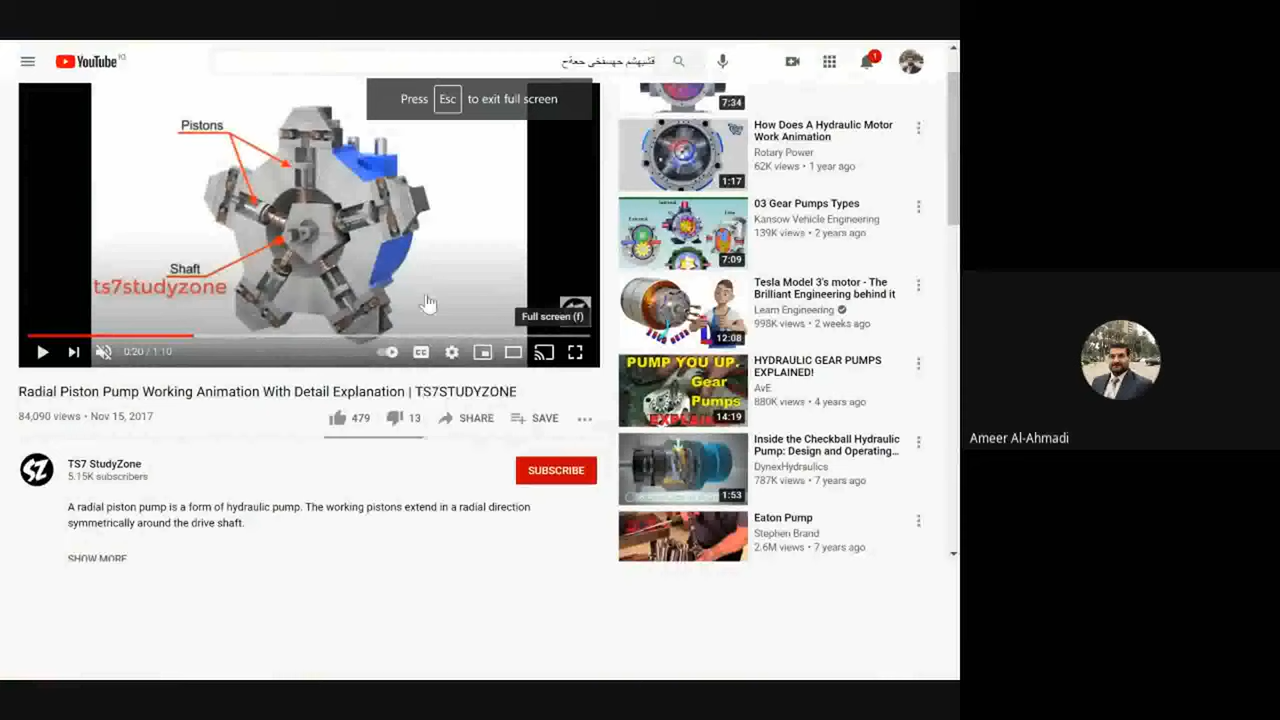 YouTube
IQ
قشيهشم حهسفخى حعةح
Press Esc to exit full screen
Pistons
Shaft
ts7studyzone
Full screen (f)
0:20 / 1:10
Radial Piston Pump Working Animation With Detail Explanation | TS7STUDYZONE
84,090 views • Nov 15, 2017
479
13
SHARE
SAVE
TS7 StudyZone
5.15K subscribers
SUBSCRIBE
A radial piston pump is a form of hydraulic pump. The working pistons extend in a radial direction
symmetrically around the drive shaft.
SHOW MORE
7:34
How Does A Hydraulic Motor
Work Animation
Rotary Power
62K views • 1 year ago
1:17
03 Gear Pumps Types
Kansow Vehicle Engineering
139K views • 2 years ago
7:09
Tesla Model 3's motor - The
Brilliant Engineering behind it
Learn Engineering
998K views • 2 weeks ago
12:08
PUMP YOU UP.
Gear
Pumps
EXPLAIN
14:19
HYDRAULIC GEAR PUMPS
EXPLAINED!
AvE
880K views • 4 years ago
Inside the Checkball Hydraulic
Pump: Design and Operating...
DynexHydraulics
787K views • 7 years ago
1:53
Eaton Pump
Stephen Brand
2.6M views • 7 years ago
1
Ameer Al-Ahmadi